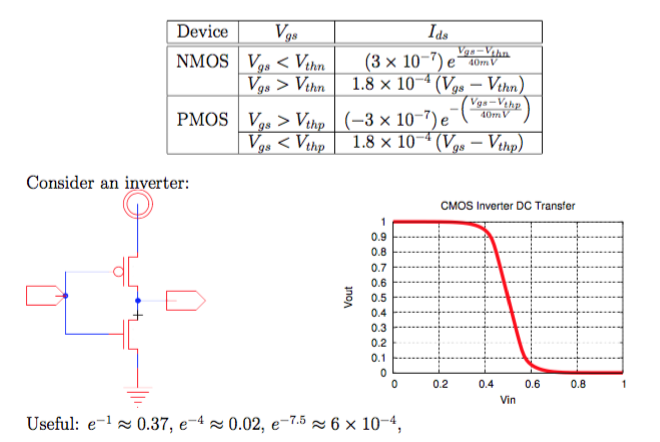 Device V_gs I_ds
NMOS V_gs < V_thn (3 × 10^−7) e^((V_gs−V_thn)/40mV)
V_gs > V_thn 1.8 × 10^−4 (V_gs − V_thn)
PMOS V_gs > V_thp (−3 × 10^−7) e^−((V_gs−V_thp)/40mV)
V_gs < V_thp 1.8 × 10^−4 (V_gs − V_thp)
Consider an inverter:
CMOS Inverter DC Transfer
Vout
1
0.9
0.8
0.7
0.6
0.5
0.4
0.3
0.2
0.1
0
0 0.2 0.4 0.6 0.8 1
Vin
Useful: e^−1 ≈ 0.37, e^−4 ≈ 0.02, e^−7.5 ≈ 6 × 10^−4,